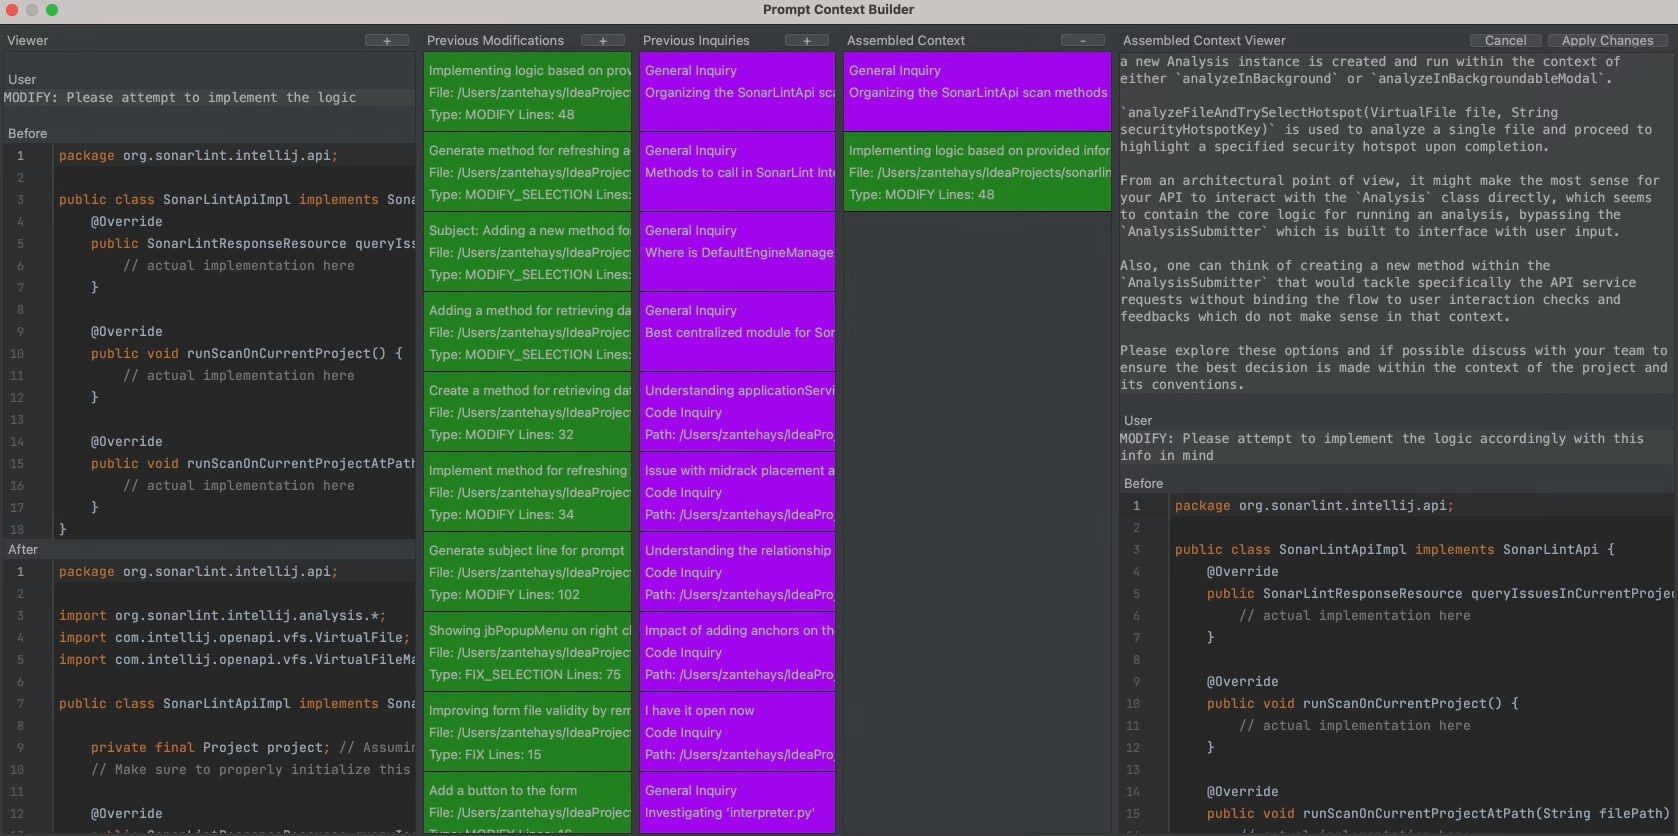 Prompt Context Builder
Viewer
+
User
MODIFY: Please attempt to implement the logic
Before
1 package org.sonarlint.intellij.api;
2
3 public class SonarLintApiImpl implements Sona
4 @Override
5 public SonarLintResponseResource queryIss
6 // actual implementation here
7 }
8
9 @Override
10 public void runScanOnCurrentProject() {
11 // actual implementation here
12 }
13
14 @Override
15 public void runScanOnCurrentProjectAtPath
16 // actual implementation here
17 }
18 }
After
1 package org.sonarlint.intellij.api;
2
3 import org.sonarlint.intellij.analysis.*;
4 import com.intellij.openapi.vfs.VirtualFile;
5 import com.intellij.openapi.vfs.VirtualFileMa
6
7 public class SonarLintApiImpl implements Sona
8
9 private final Project project; // Assumin
10 // Make sure to properly initialize this
11
12 @Override
Previous Modifications
+
Implementing logic based on prov
File: /Users/zantehays/IdeaProjec
Type: MODIFY Lines: 48
Generate method for refreshing a
File: /Users/zantehays/IdeaProjec
Type: MODIFY_SELECTION Lines:
Subject: Adding a new method fo
File: /Users/zantehays/IdeaProjec
Type: MODIFY_SELECTION Lines:
Adding a method for retrieving da
File: /Users/zantehays/IdeaProjec
Type: MODIFY_SELECTION Lines:
Create a method for retrieving dat
File: /Users/zantehays/IdeaProjec
Type: MODIFY Lines: 32
Implement method for refreshing
File: /Users/zantehays/IdeaProjec
Type: MODIFY Lines: 34
Generate subject line for prompt
File: /Users/zantehays/IdeaProjec
Type: MODIFY Lines: 102
Showing jbPopupMenu on right cl
File: /Users/zantehays/IdeaProjec
Type: FIX_SELECTION Lines: 75
Improving form file validity by rem
File: /Users/zantehays/IdeaProjec
Type: FIX Lines: 15
Add a button to the form
File: /Users/zantehays/IdeaProjec
Type: MODIFY Lines: 16
Previous Inquiries
+
General Inquiry
Organizing the SonarLintApi sca
General Inquiry
Methods to call in SonarLint Inte
General Inquiry
Where is DefaultEngineManage
General Inquiry
Best centralized module for Sor
Understanding applicationServi
Code Inquiry
Path: /Users/zantehays/IdeaPro
Issue with midrack placement a
Code Inquiry
Path: /Users/zantehays/IdeaPro
Understanding the relationship
Code Inquiry
Path: /Users/zantehays/IdeaPro
Impact of adding anchors on th
Code Inquiry
Path: /Users/zantehays/IdeaPro
I have it open now
Code Inquiry
Path: /Users/zantehays/IdeaPro
General Inquiry
Investigating 'interpreter.py'
Assembled Context
-
General Inquiry
Organizing the SonarLintApi scan methods
Implementing logic based on provided infor
File: /Users/zantehays/IdeaProjects/sonarlin
Type: MODIFY Lines: 48
Assembled Context Viewer
Cancel
Apply Changes
a new Analysis instance is created and run within the context of
either `analyzeInBackground` or `analyzeInBackgroundableModal`.
`analyzeFileAndTrySelectHotspot(VirtualFile file, String
securityHotspotKey)` is used to analyze a single file and proceed to
highlight a specified security hotspot upon completion.
From an architectural point of view, it might make the most sense for
your API to interact with the `Analysis` class directly, which seems
to contain the core logic for running an analysis, bypassing the
`AnalysisSubmitter` which is built to interface with user input.
Also, one can think of creating a new method within the
`AnalysisSubmitter` that would tackle specifically the API service
requests without binding the flow to user interaction checks and
feedbacks which do not make sense in that context.
Please explore these options and if possible discuss with your team to
ensure the best decision is made within the context of the project and
its conventions.
User
MODIFY: Please attempt to implement the logic accordingly with this
info in mind
Before
1 package org.sonarlint.intellij.api;
2
3 public class SonarLintApiImpl implements SonarLintApi {
4 @Override
5 public SonarLintResponseResource queryIssuesInCurrentProjec
6 // actual implementation here
7 }
8
9 @Override
10 public void runScanOnCurrentProject() {
11 // actual implementation here
12 }
13
14 @Override
15 public void runScanOnCurrentProjectAtPath(String filePath)
// actual implementation here